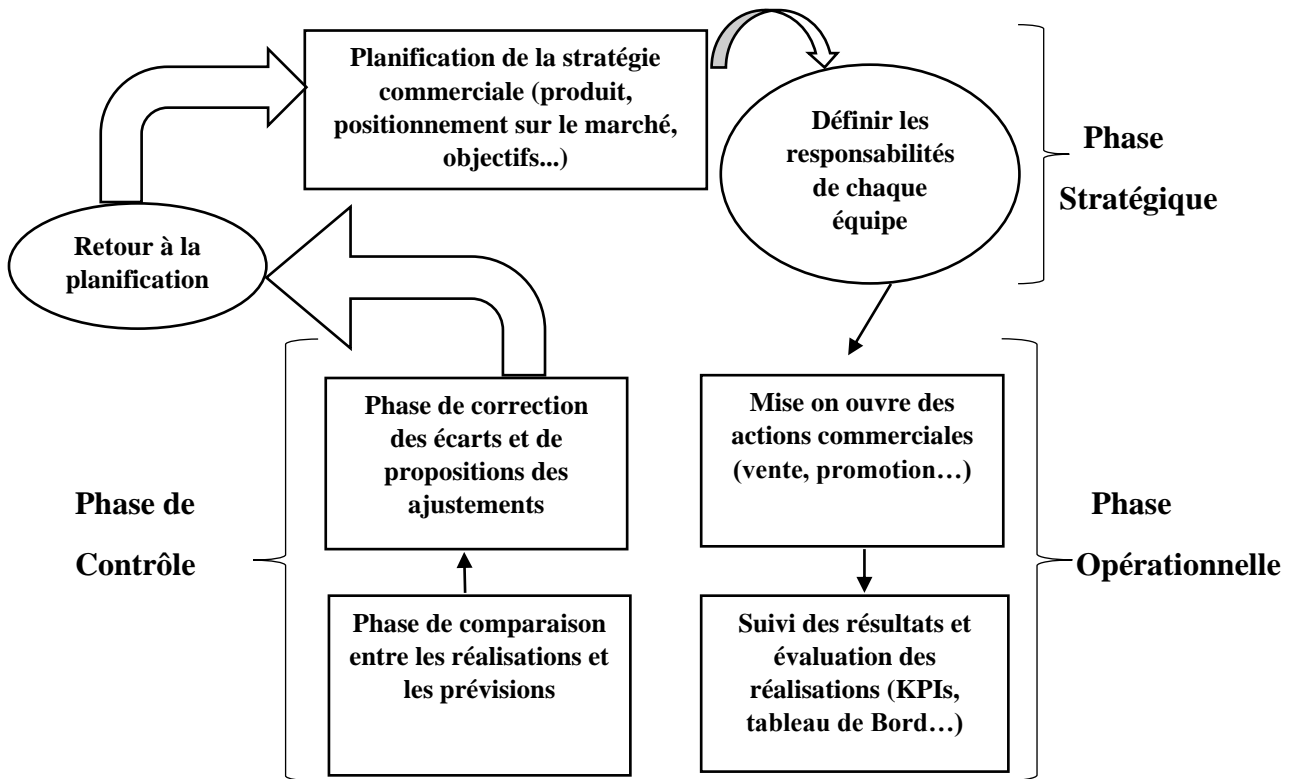 Planification de la stratégie
commerciale (produit,
positionnement sur le marché,
objectifs...)
Définir les
responsabilités
de chaque
équipe
Phase
Stratégique
Retour à la
planification
Mise on ouvre des
actions commerciales
(vente, promotion…)
Phase
Opérationnelle
Suivi des résultats et
évaluation des
réalisations (KPIs,
tableau de Bord…)
Phase de correction
des écarts et de
propositions des
ajustements
Phase de
Contrôle
Phase de comparaison
entre les réalisations et
les prévisions